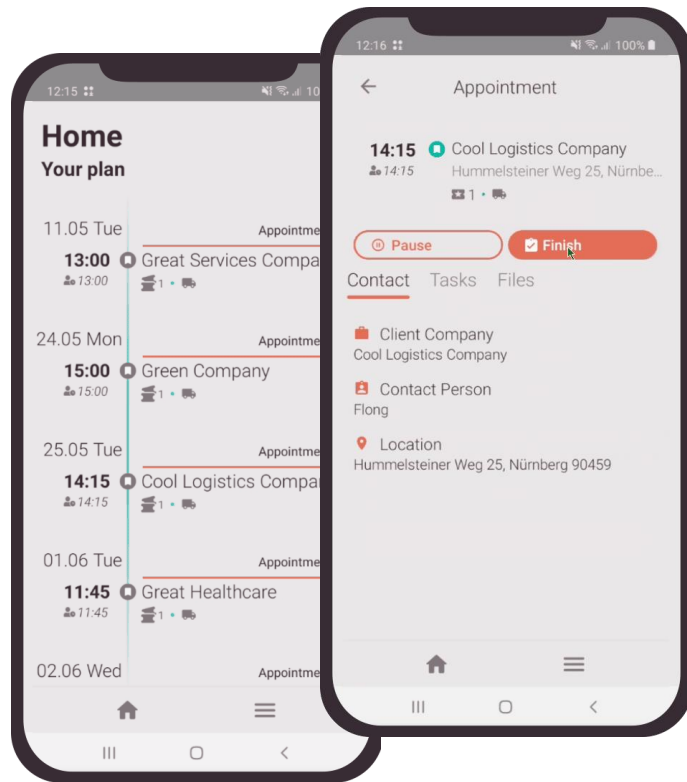 12:15
10
Home
Your plan
11.05 Tue
Appointme
13:00 Great Services Compa
13:00
1
24.05 Mon
Appointme
15:00 Green Company
15:00
1
25.05 Tue
Appointme
14:15 Cool Logistics Compa
14:15
1
01.06 Tue
Appointme
11:45 Great Healthcare
11:45
1
02.06 Wed
Appointme
12:16
100%
Appointment
14:15 Cool Logistics Company
14:15 Hummelsteiner Weg 25, Nürnbe...
1
Pause
Finish
Contact Tasks Files
Client Company
Cool Logistics Company
Contact Person
Flong
Location
Hummelsteiner Weg 25, Nürnberg 90459